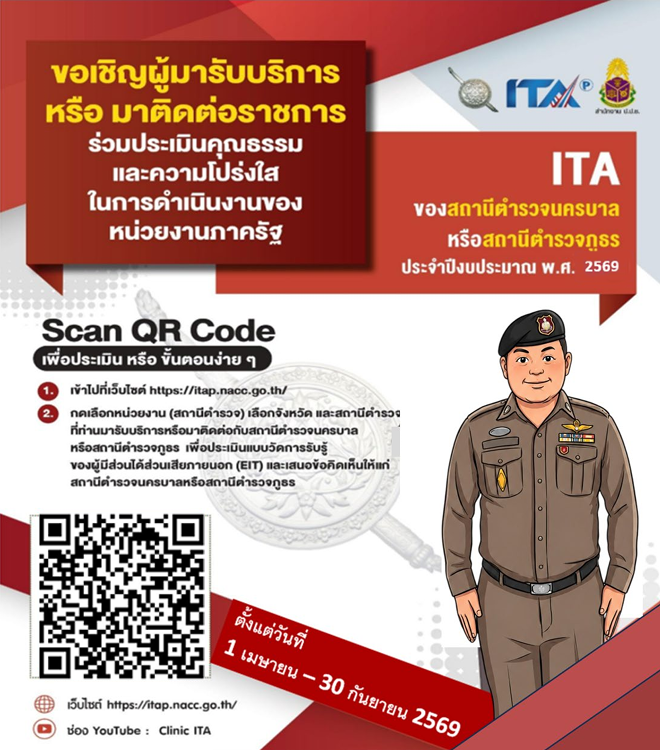 ขอเชิญผู้มารับบริการ
หรือ มาติดต่อราชการ
ร่วมประเมินคุณธรรม
และความโปร่งใส
ในการดำเนินงานของ
หน่วยงานภาครัฐ
ITA P
สำนักงาน ป.ป.ช.
ITA
ของสถานีตำรวจนครบาล
หรือสถานีตำรวจภูธร
ประจำปีงบประมาณ พ.ศ. 2569
Scan QR Code
เพื่อประเมิน หรือ ขั้นตอนง่าย ๆ
1. เข้าไปที่เว็บไซต์ https://itap.nacc.go.th/
2. กดเลือกหน่วยงาน (สถานีตำรวจ) เลือกจังหวัด และสถานีตำรวจ
ที่ท่านมารับบริการหรือมาติดต่อกับสถานีตำรวจนครบาล
หรือสถานีตำรวจภูธร เพื่อประเมินแบบวัดการรับรู้
ของผู้มีส่วนได้ส่วนเสียภายนอก (EIT) และเสนอข้อคิดเห็นให้แก่
สถานีตำรวจนครบาลหรือสถานีตำรวจภูธร
ตั้งแต่วันที่
1 เมษายน – 30 กันยายน 2569
เว็บไซต์ https://itap.nacc.go.th/
ช่อง YouTube : Clinic ITA